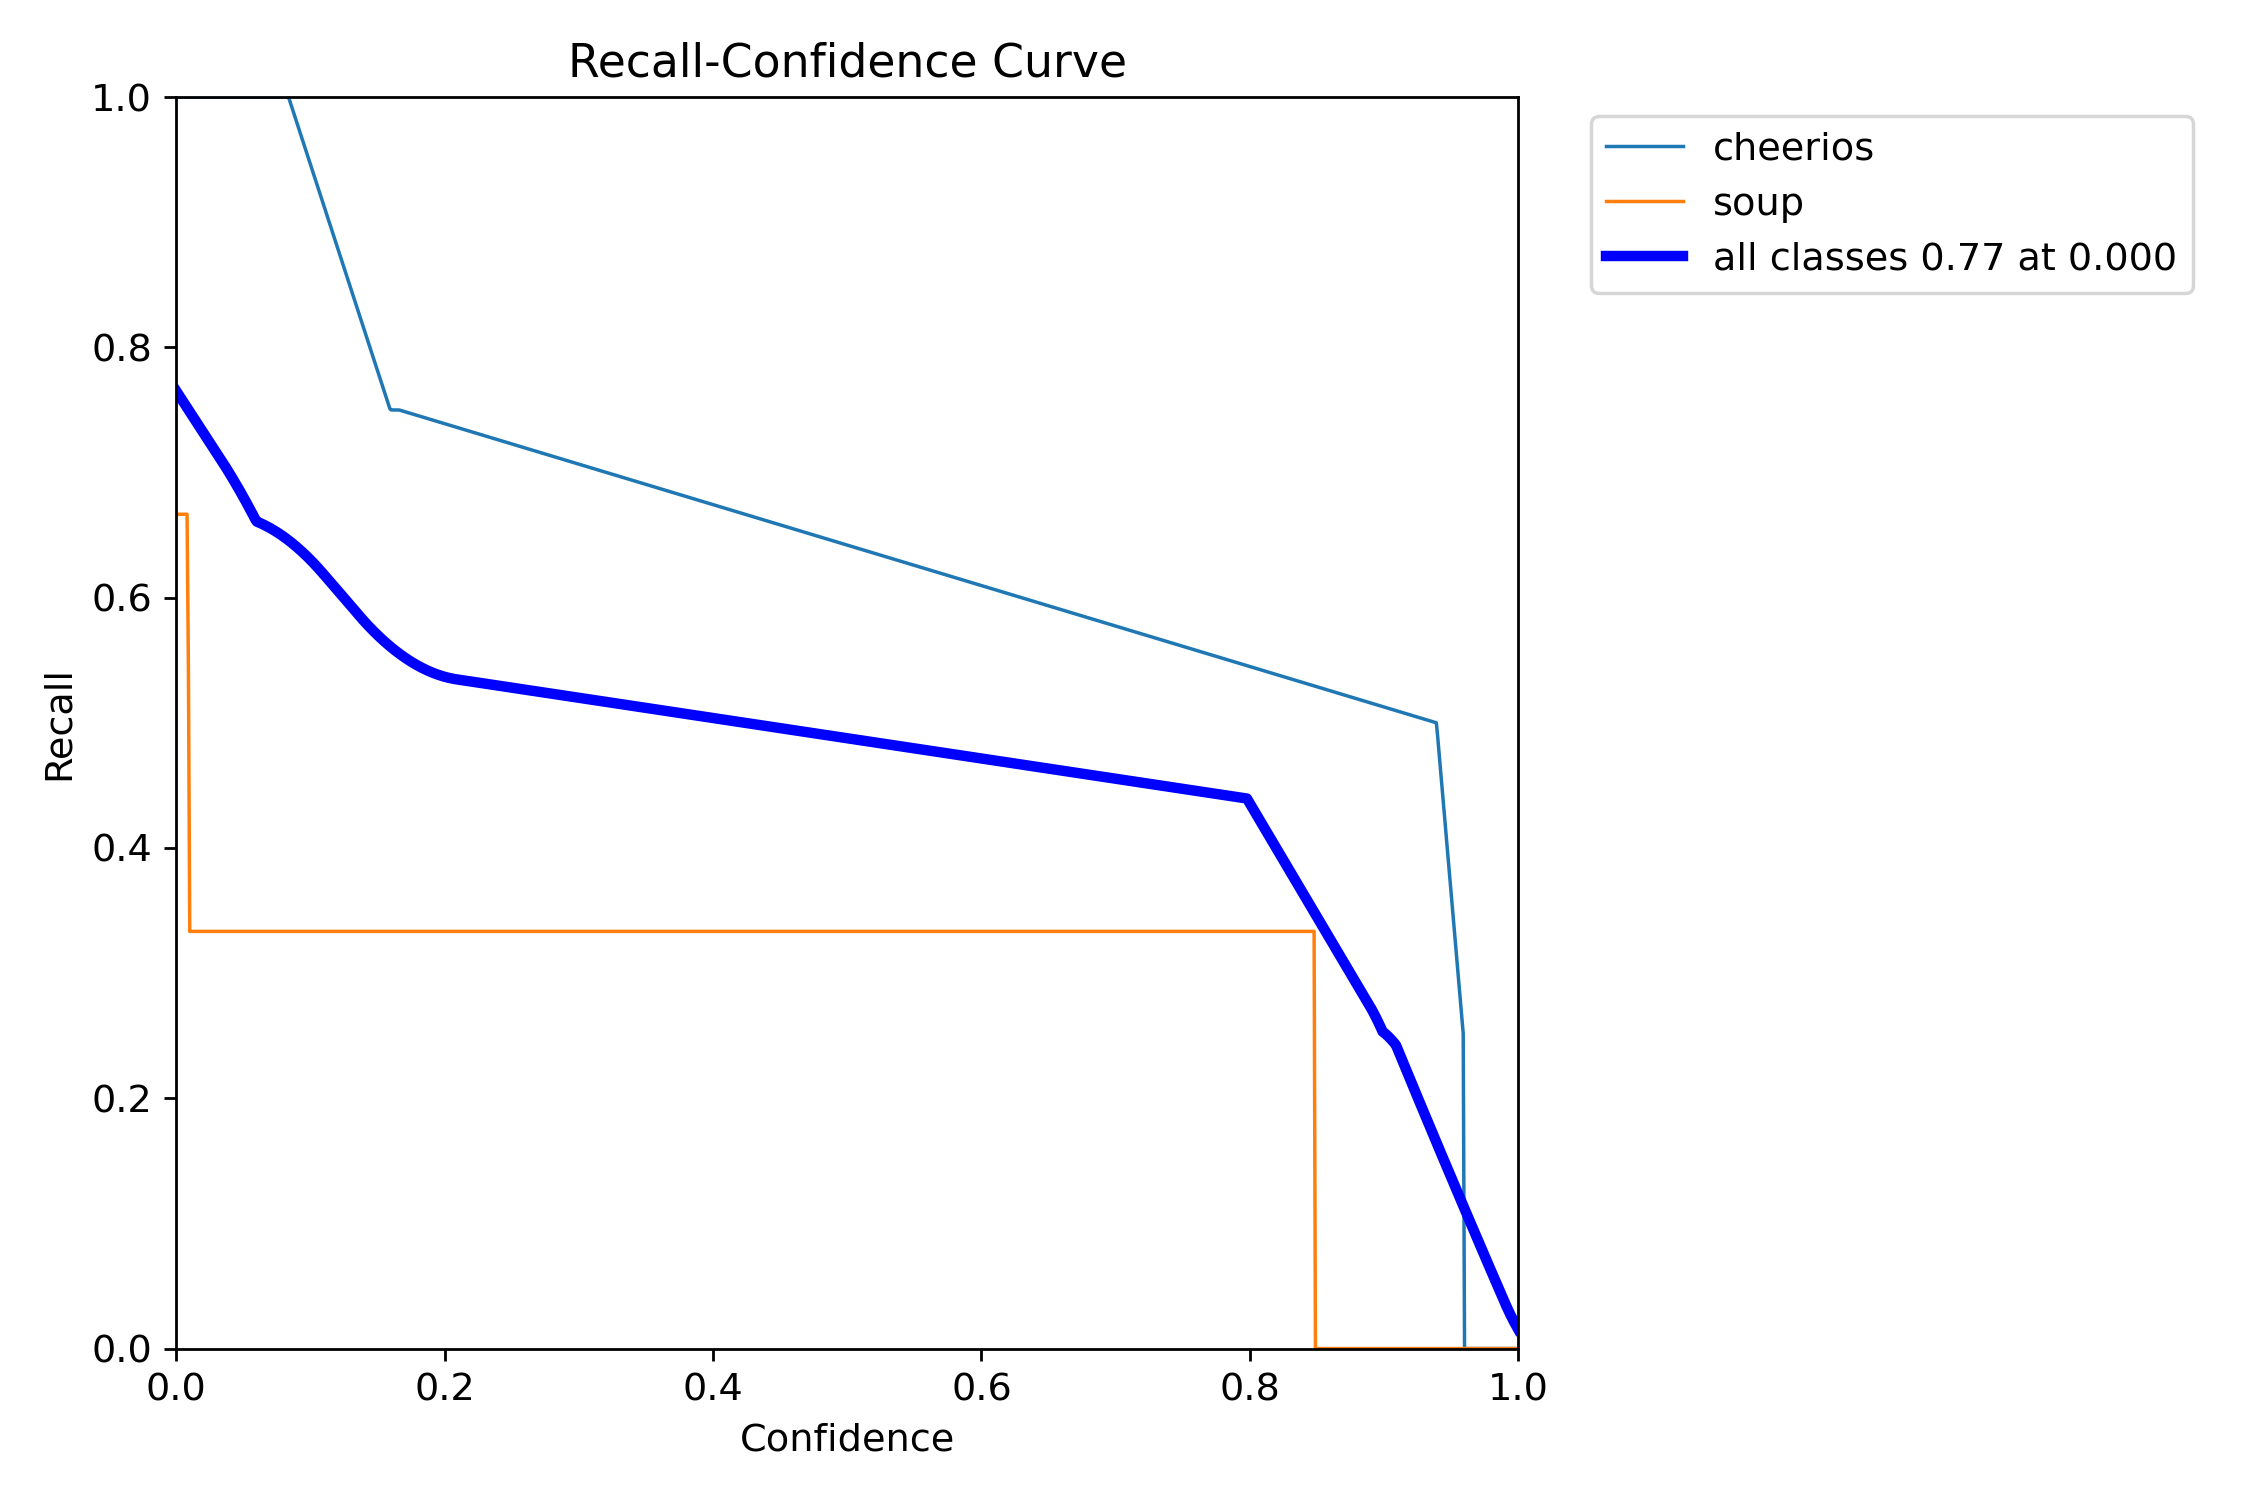 Recall-Confidence Curve
1.0
0.8
0.6
0.4
0.2
0.0
Recall
0.0 0.2 0.4 0.6 0.8 1.0
Confidence
cheerios
soup
all classes 0.77 at 0.000